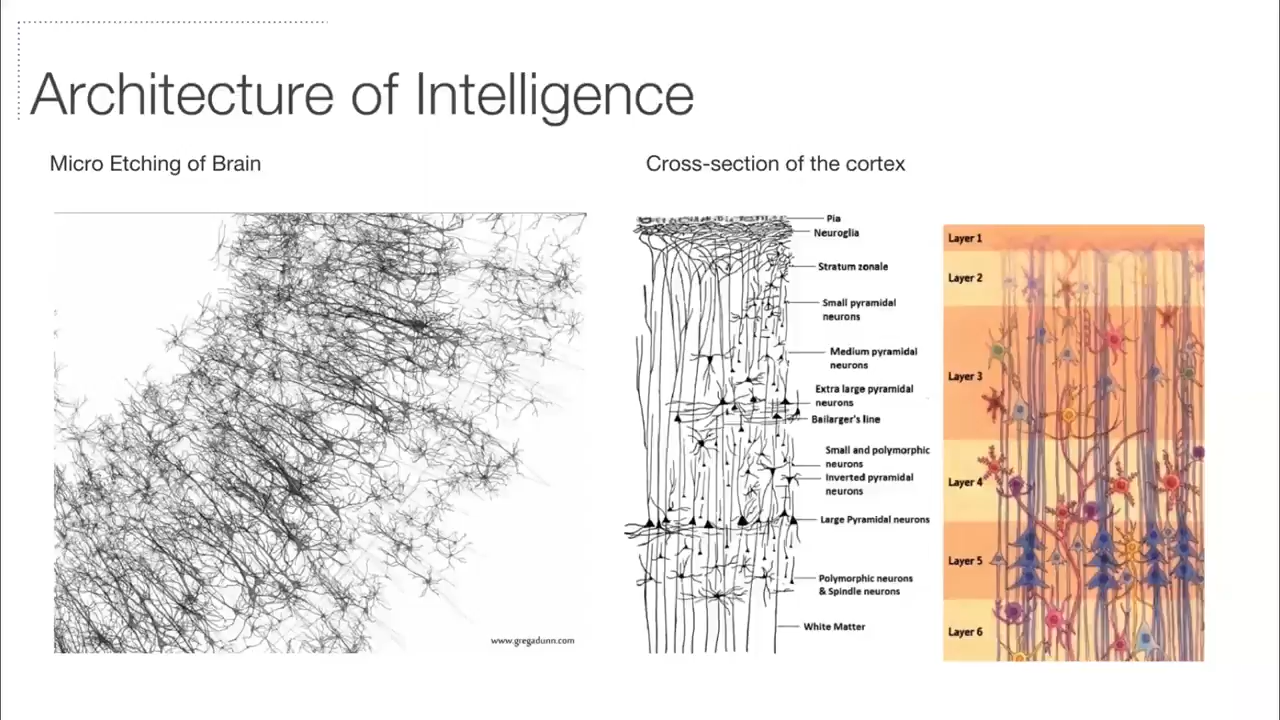 Architecture of Intelligence
Micro Etching of Brain
www.gregadunn.com
Cross-section of the cortex
Pia
Neuroglia
Stratum zonale
Small pyramidal
neurons
Medium pyramidal
neurons
Extra large pyramidal
neurons
Bailarger's line
Small and polymorphic
neurons
Inverted pyramidal
neurons
Large Pyramidal neurons
Polymorphic neurons
& Spindle neurons
White Matter
Layer 1
Layer 2
Layer 3
Layer 4
Layer 5
Layer 6